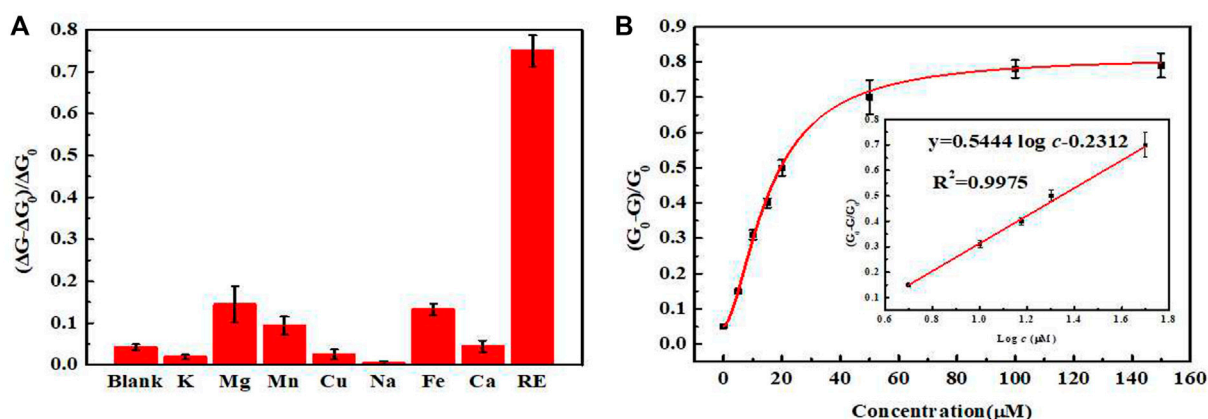 A
(ΔG-ΔG0)/ΔG0
0.8
0.7
0.6
0.5
0.4
0.3
0.2
0.1
0.0
Blank K Mg Mn Cu Na Fe Ca RE
B
(G0-G)/G0
0.9
0.8
0.7
0.6
0.5
0.4
0.3
0.2
0.1
0.0
0 20 40 60 80 100 120 140 160
Concentration(μM)
(G0-G/G0)
0.8
0.7
0.6
0.5
0.4
0.3
0.2
0.1
y=0.5444 log c-0.2312
R²=0.9975
0.6 0.8 1.0 1.2 1.4 1.6 1.8
Log c (μM)